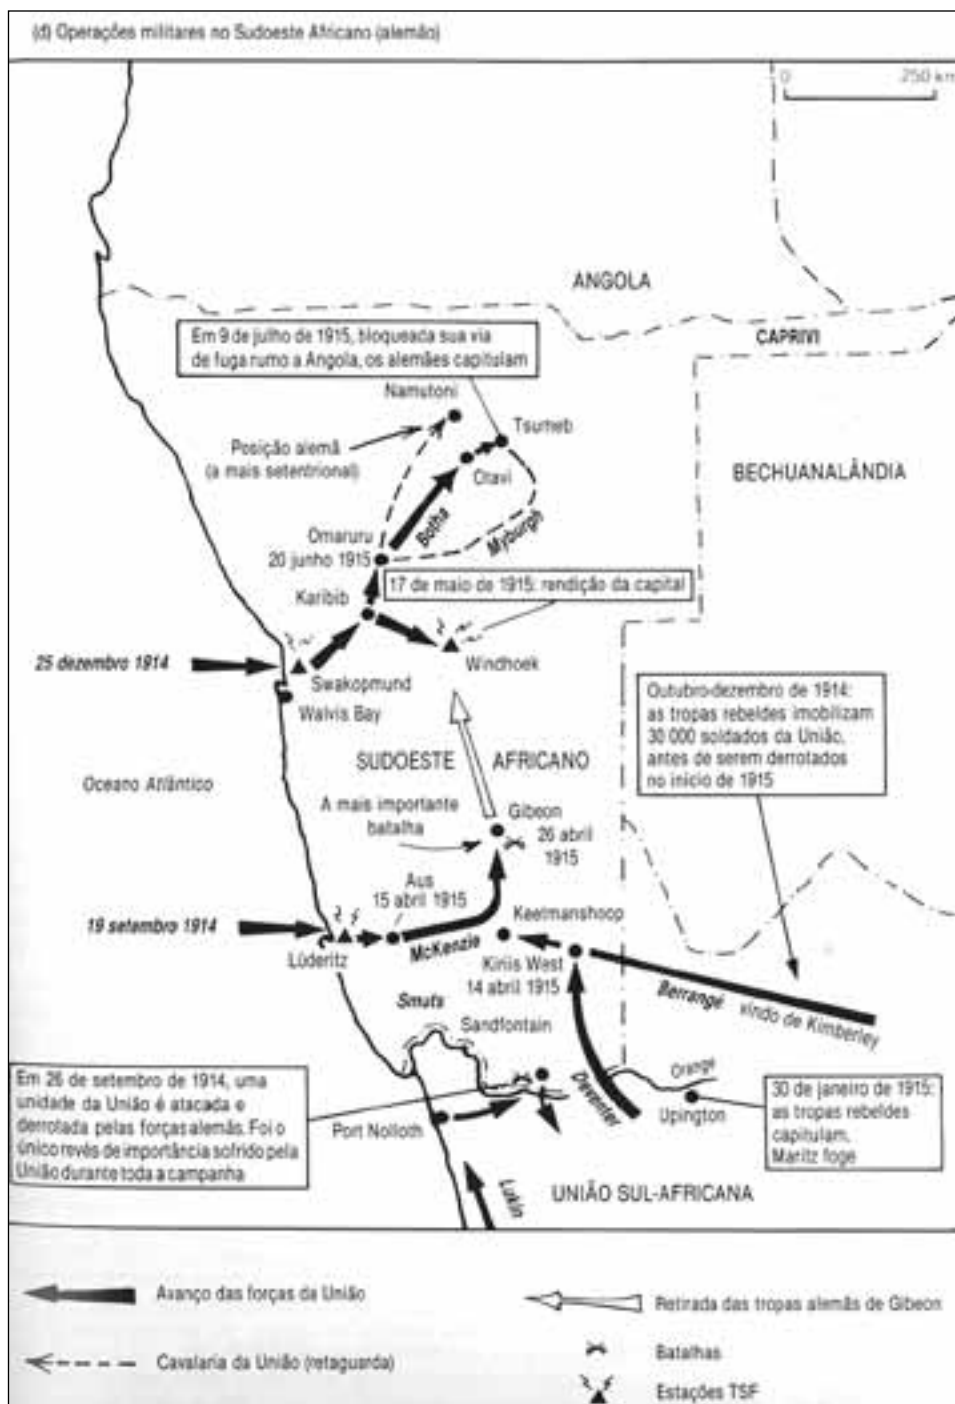 (d) Operações militares no Sudoeste Africano (alemão)
0 250 km
ANGOLA
CAPRIVI
Em 9 de julho de 1915, bloqueada sua via
de fuga rumo a Angola, os alemães capitulam
Namutoni
Tsumeb
Posição alemã
(a mais setentrional)
Otavi
BECHUANALÂNDIA
Botha
Myburgh
Omaruru
20 junho 1915
17 de maio de 1915: rendição da capital
Karibib
25 dezembro 1914
Windhoek
Swakopmund
Walvis Bay
Outubro-dezembro de 1914:
as tropas rebeldes imobilizam
30 000 soldados da União,
antes de serem derrotados
no início de 1915
SUDOESTE AFRICANO
Oceano Atlântico
A mais importante
batalha
Gibeon
26 abril
1915
Aus
15 abril 1915
19 setembro 1914
Keetmanshoop
Lüderitz
McKenzie
Kiriis West
14 abril 1915
Berrangé vindo de Kimberley
Smuts
Sandfontain
Em 26 de setembro de 1914, uma
unidade da União é atacada e
derrotada pelas forças alemãs. Foi o
único revés de importância sofrido pela
União durante toda a campanha
Port Nolloth
Deventer
Orange
Upington
30 de janeiro de 1915:
as tropas rebeldes
capitulam,
Maritz foge
Lukin
UNIÃO SUL-AFRICANA
Avanço das forças da União
Retirada das tropas alemãs de Gibeon
Cavalaria da União (retaguarda)
Batalhas
Estações TSF